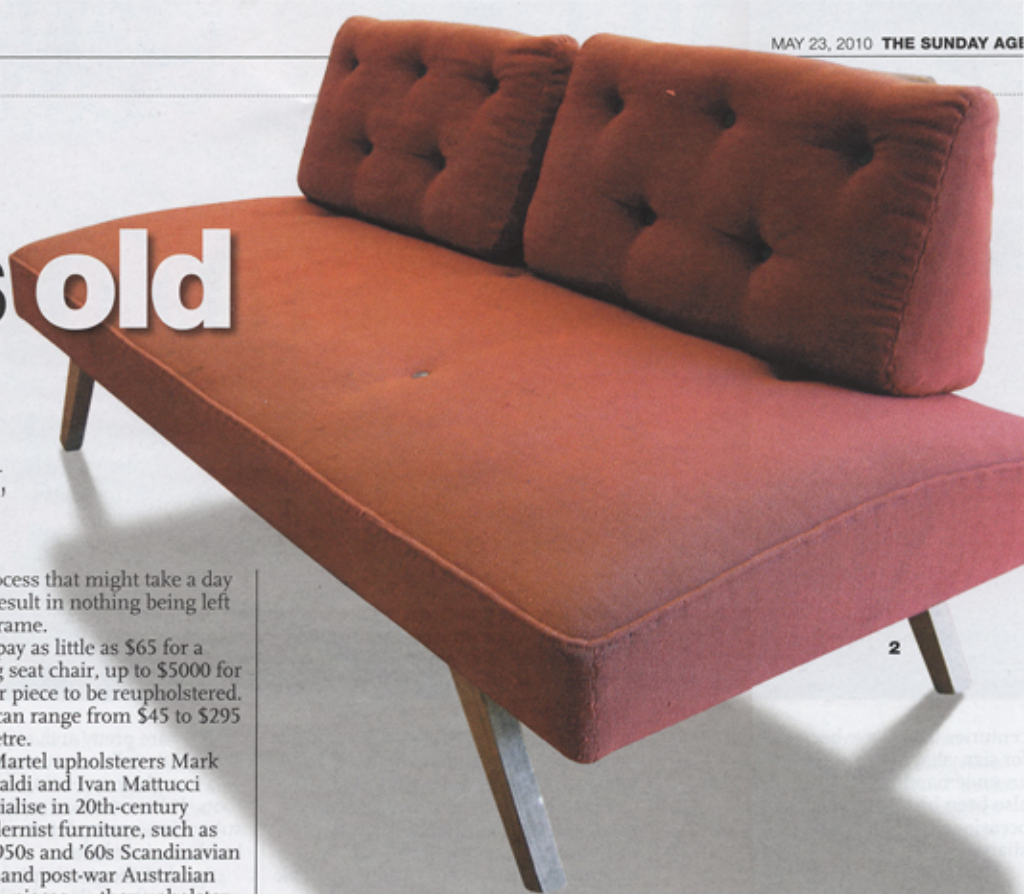 MAY 23, 2010 THE SUNDAY AGE
s old
ocess that might take a day
esult in nothing being left
rame.
pay as little as $65 for a
g seat chair, up to $5000 for
r piece to be reupholstered.
can range from $45 to $295
etre.
Martel upholsterers Mark
aldi and Ivan Mattucci
ialise in 20th-century
dernist furniture, such as
950s and '60s Scandinavian
and post-war Australian
2